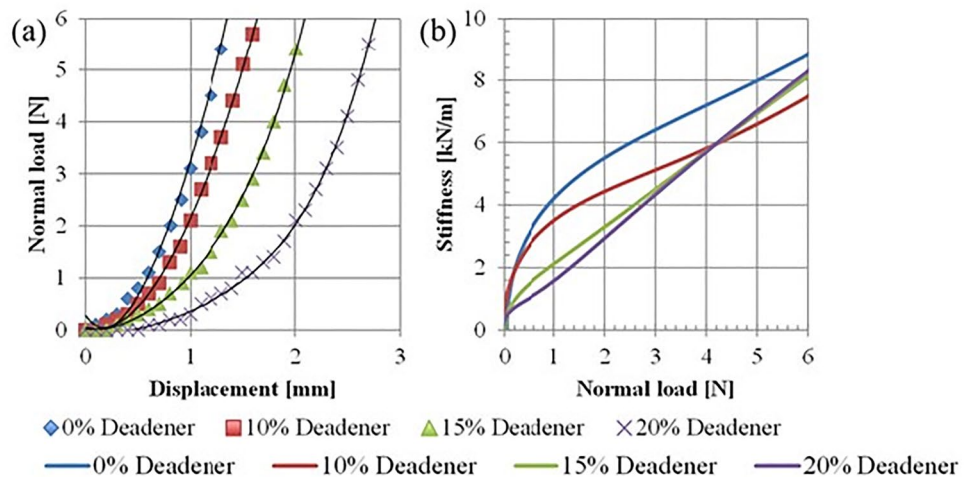 (a)
6
5
4
3
2
1
0
Normal load [N]
0 1 2 3
Displacement [mm]
(b)
10
8
6
4
2
0
Stiffness [kN/m]
0 1 2 3 4 5 6
Normal load [N]
0% Deadener 10% Deadener 15% Deadener 20% Deadener
0% Deadener 10% Deadener 15% Deadener 20% Deadener